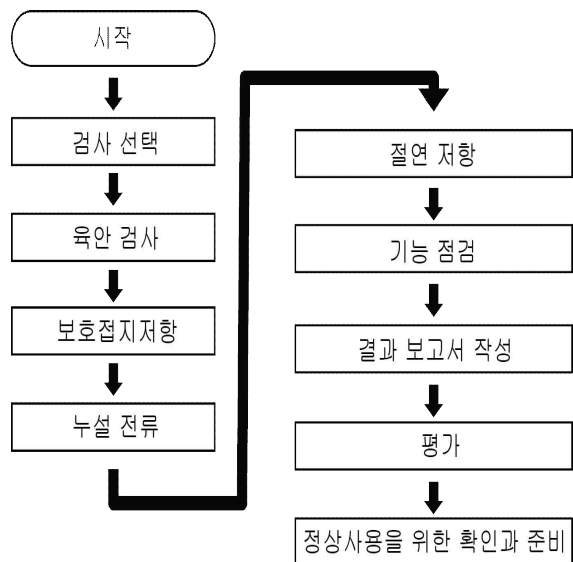 시작
검사 선택
육안 검사
보호접지저항
누설 전류
절연 저항
기능 점검
결과 보고서 작성
평가
정상사용을 위한 확인과 준비